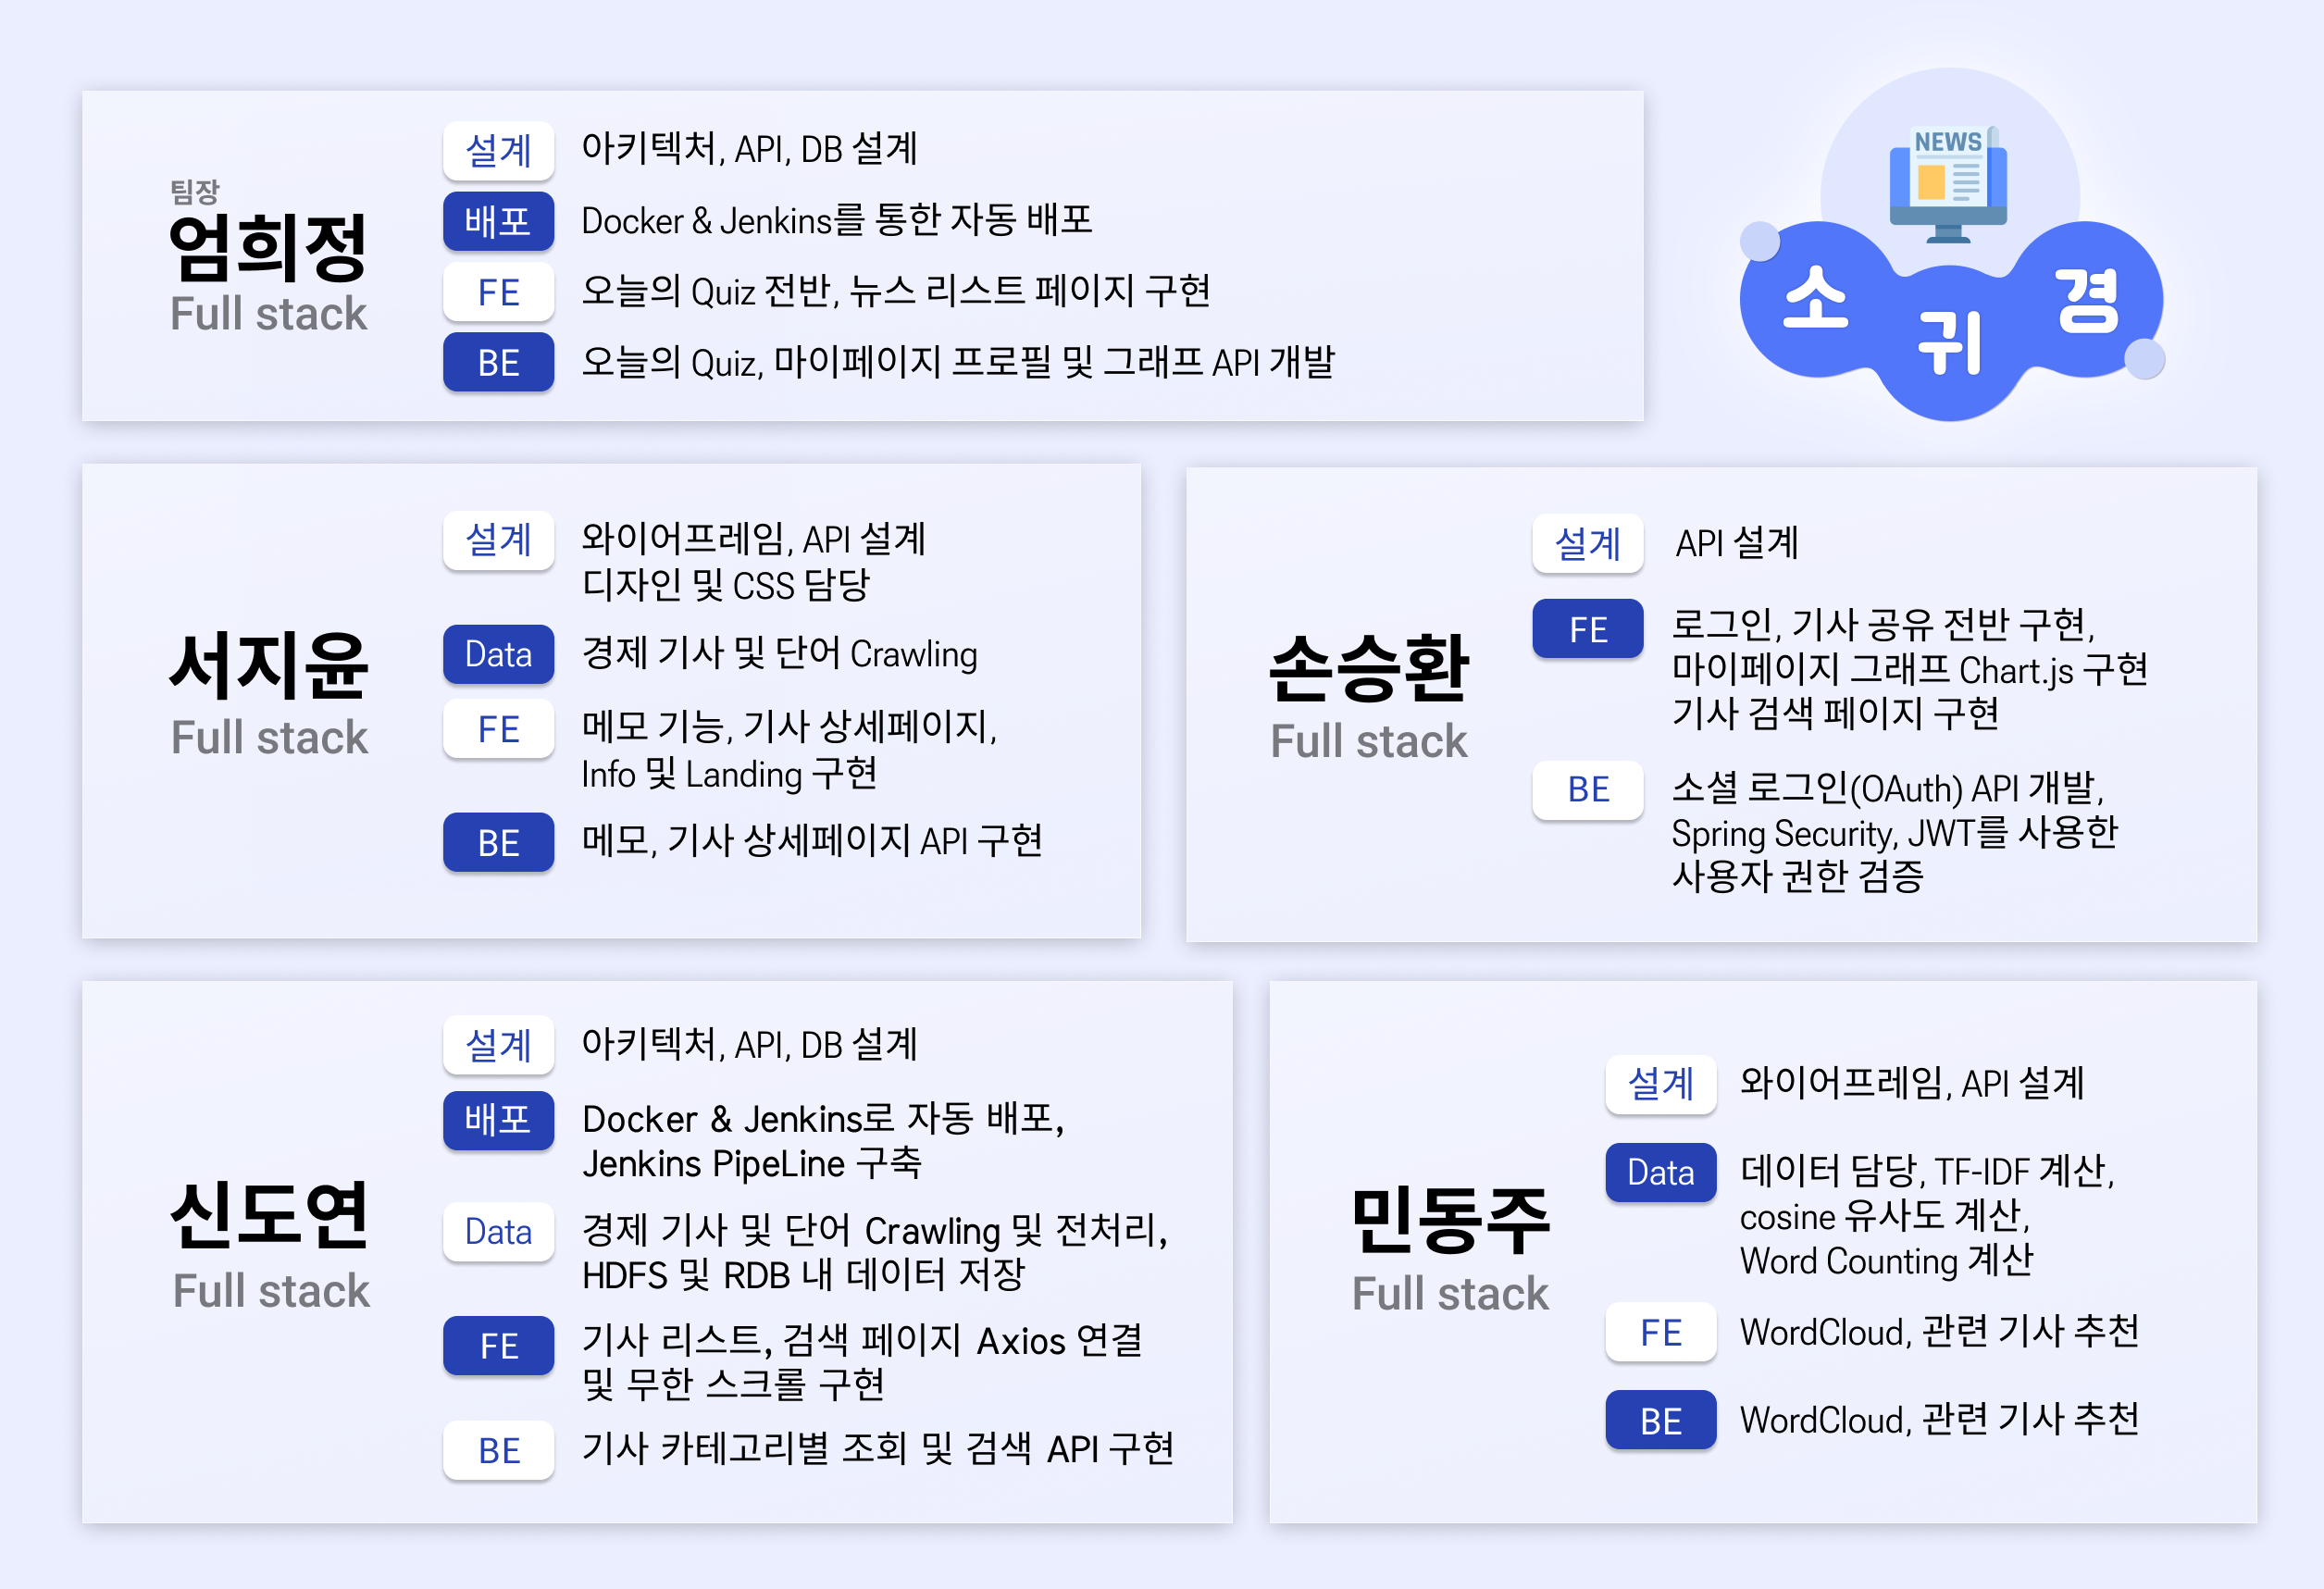 팀장
엄희정
Full stack
설계 아키텍처, API, DB 설계
배포 Docker & Jenkins를 통한 자동 배포
FE 오늘의 Quiz 전반, 뉴스 리스트 페이지 구현
BE 오늘의 Quiz, 마이페이지 프로필 및 그래프 API 개발
NEWS
소 귀 경
서지윤
Full stack
설계 와이어프레임, API 설계
디자인 및 CSS 담당
Data 경제 기사 및 단어 Crawling
FE 메모 기능, 기사 상세페이지,
Info 및 Landing 구현
BE 메모, 기사 상세페이지 API 구현
손승환
Full stack
설계 API 설계
FE 로그인, 기사 공유 전반 구현,
마이페이지 그래프 Chart.js 구현
기사 검색 페이지 구현
BE 소셜 로그인(OAuth) API 개발,
Spring Security, JWT를 사용한
사용자 권한 검증
신도연
Full stack
설계 아키텍처, API, DB 설계
배포 Docker & Jenkins로 자동 배포,
Jenkins PipeLine 구축
Data 경제 기사 및 단어 Crawling 및 전처리,
HDFS 및 RDB 내 데이터 저장
FE 기사 리스트, 검색 페이지 Axios 연결
및 무한 스크롤 구현
BE 기사 카테고리별 조회 및 검색 API 구현
민동주
Full stack
설계 와이어프레임, API 설계
Data 데이터 담당, TF-IDF 계산,
cosine 유사도 계산,
Word Counting 계산
FE WordCloud, 관련 기사 추천
BE WordCloud, 관련 기사 추천